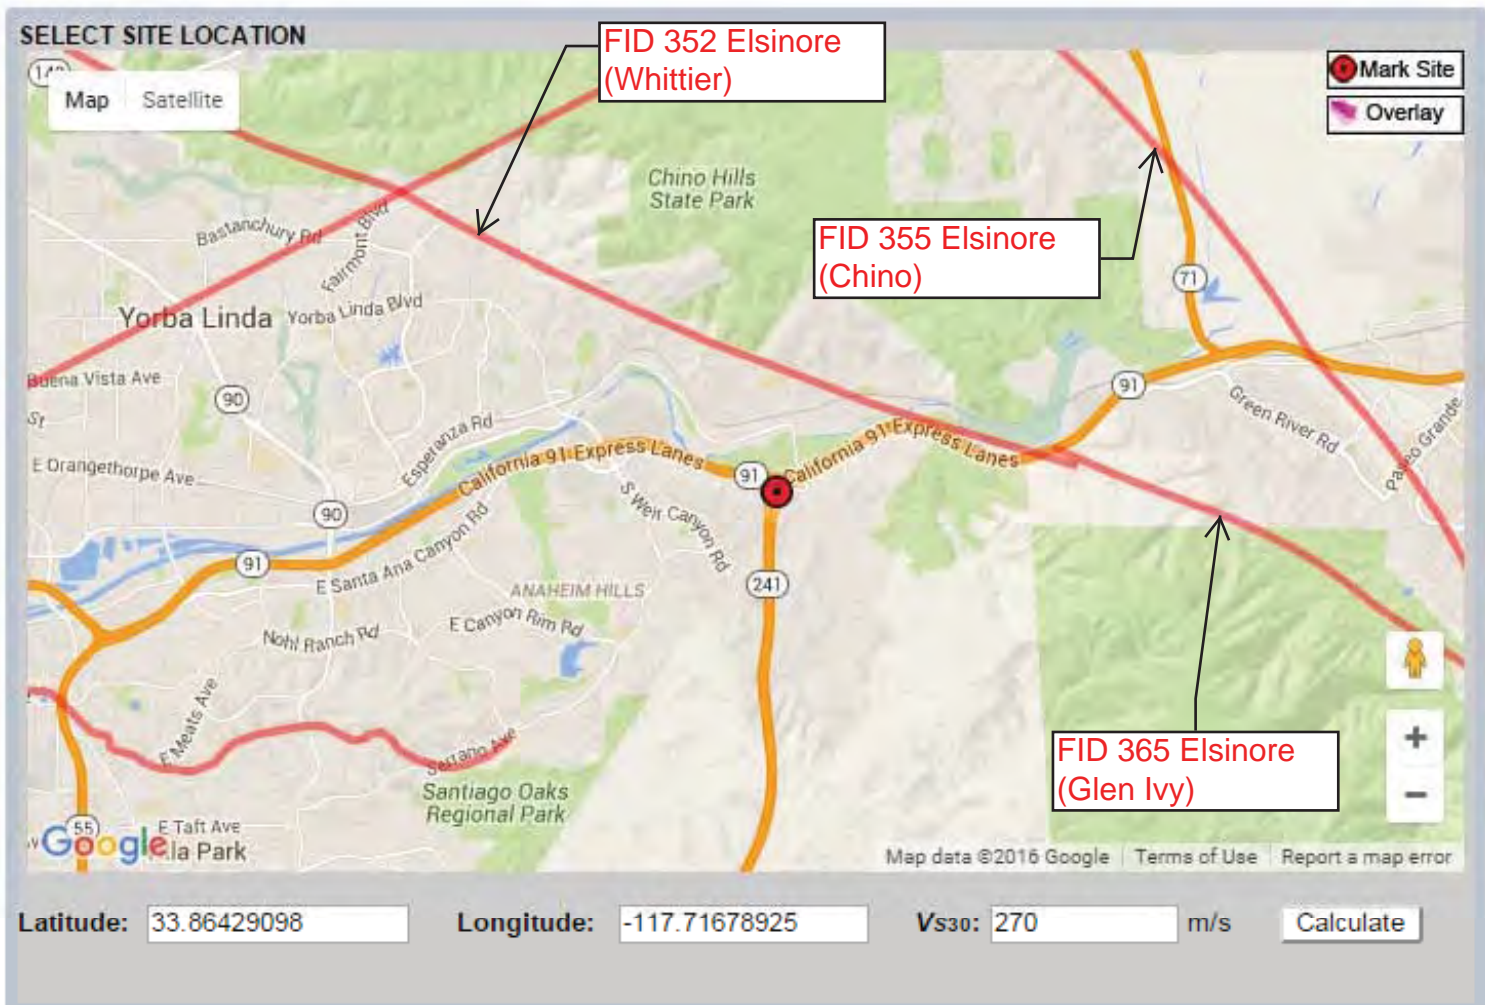 SELECT SITE LOCATION
FID 352 Elsinore
(Whittier)
Mark Site
Overlay
Map
Satellite
Chino Hills
State Park
FID 355 Elsinore
(Chino)
71
Bastanchury Rd
Fairmont Blvd
Yorba Linda
Yorba Linda Blvd
Buena Vista Ave
90
St
91
Green River Rd
Paseo Grande
Esperanza Rd
E Orangethorpe Ave
California 91 Express Lanes
91
California 91 Express Lanes
90
S Weir Canyon Rd
91
E Santa Ana Canyon Rd
ANAHEIM HILLS
241
E Canyon Rim Rd
Nohl Ranch Rd
E Meats Ave
Serrano Ave
FID 365 Elsinore
(Glen Ivy)
Santiago Oaks
Regional Park
55
E Taft Ave
Google
la Park
Map data ©2016 Google
Terms of Use
Report a map error
Latitude: 33.86429098
Longitude: -117.71678925
VS30: 270 m/s
Calculate